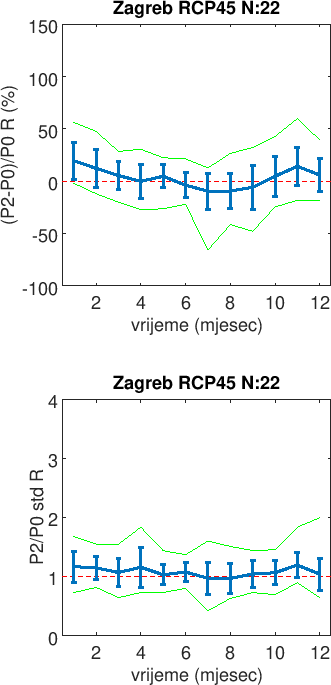 Zagreb RCP45 N:22
150
100
50
0
-50
-100
(P2-P0)/P0 R (%)
2 4 6 8 10 12
vrijeme (mjesec)
Zagreb RCP45 N:22
4
3
2
1
0
P2/P0 std R
2 4 6 8 10 12
vrijeme (mjesec)